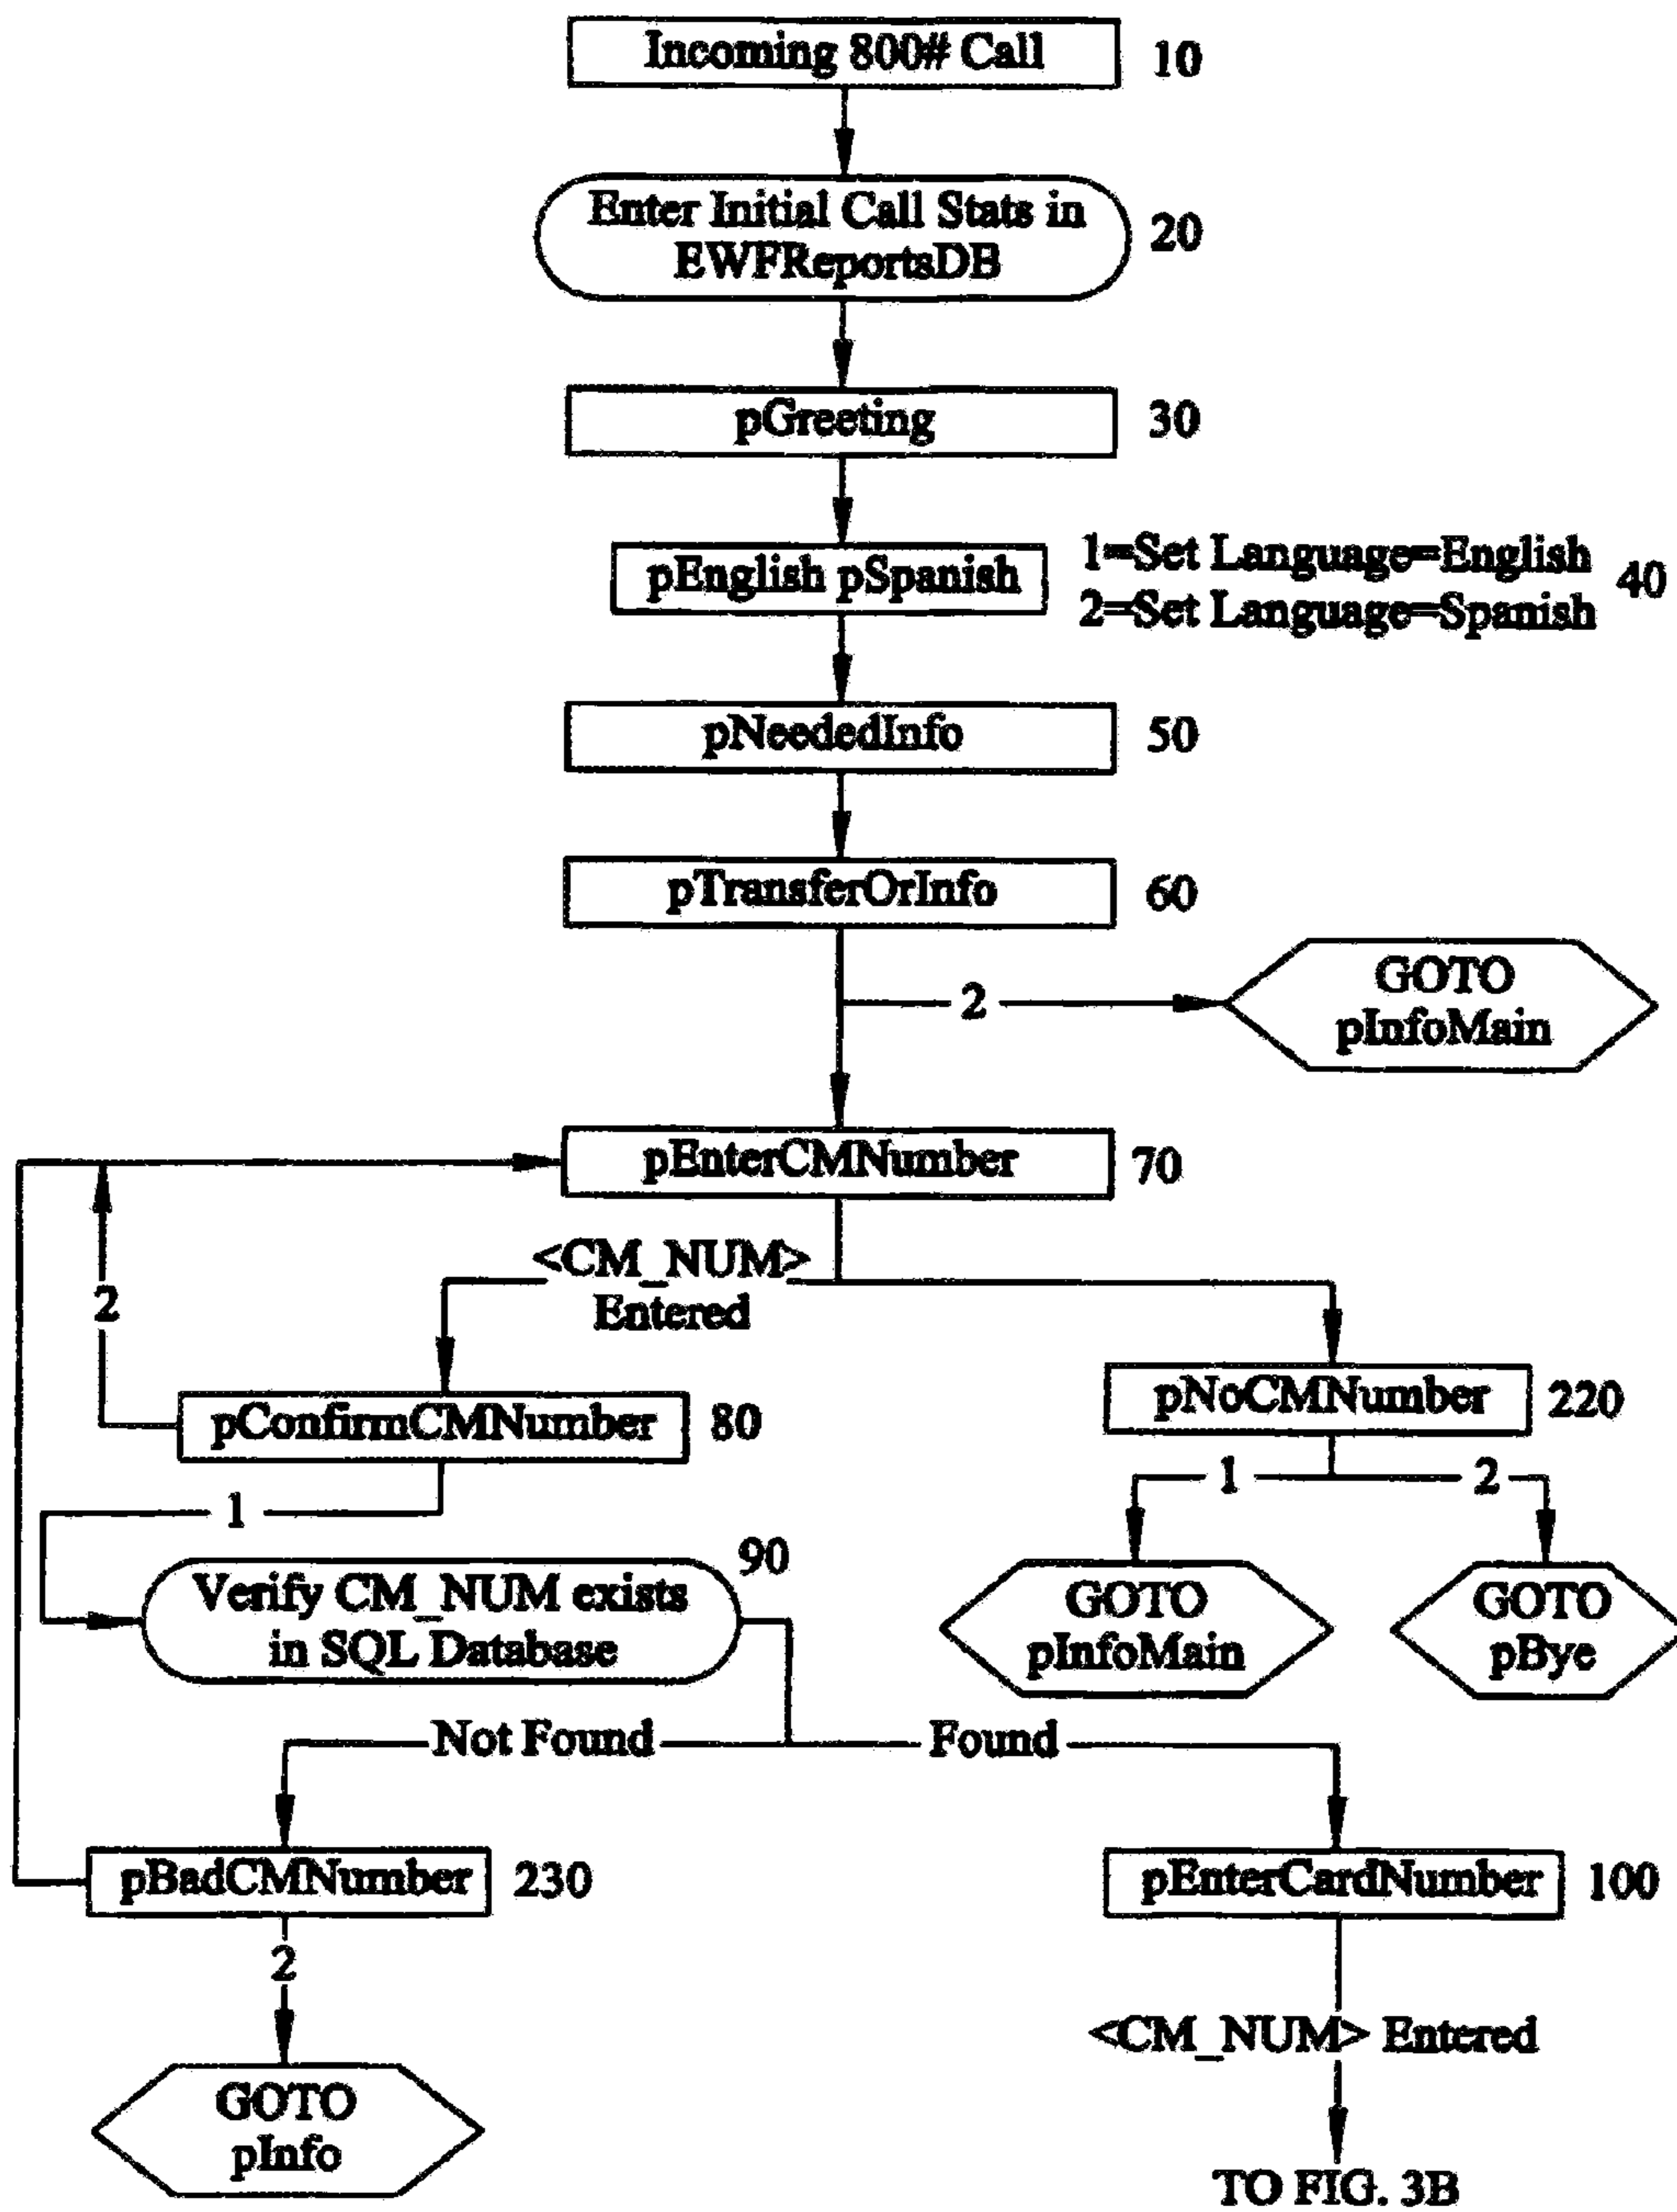 Incoming 800# Call
10
Enter Initial Call Stats in
EWFReportsDB
20
pGreeting
30
pEnglish pSpanish
1=Set Language=English
2=Set Language=Spanish
40
pNeededInfo
50
pTransferOrInfo
60
2
GOTO
pInfoMain
pEnterCMNumber
70
<CM_NUM>
Entered
2
pConfirmCMNumber
80
pNoCMNumber
220
1
2
1
90
Verify CM_NUM exists
in SQL Database
GOTO
pInfoMain
GOTO
pBye
Not Found
Found
pBadCMNumber
230
pEnterCardNumber
100
2
<CM_NUM> Entered
GOTO
pInfo
TO FIG. 3B